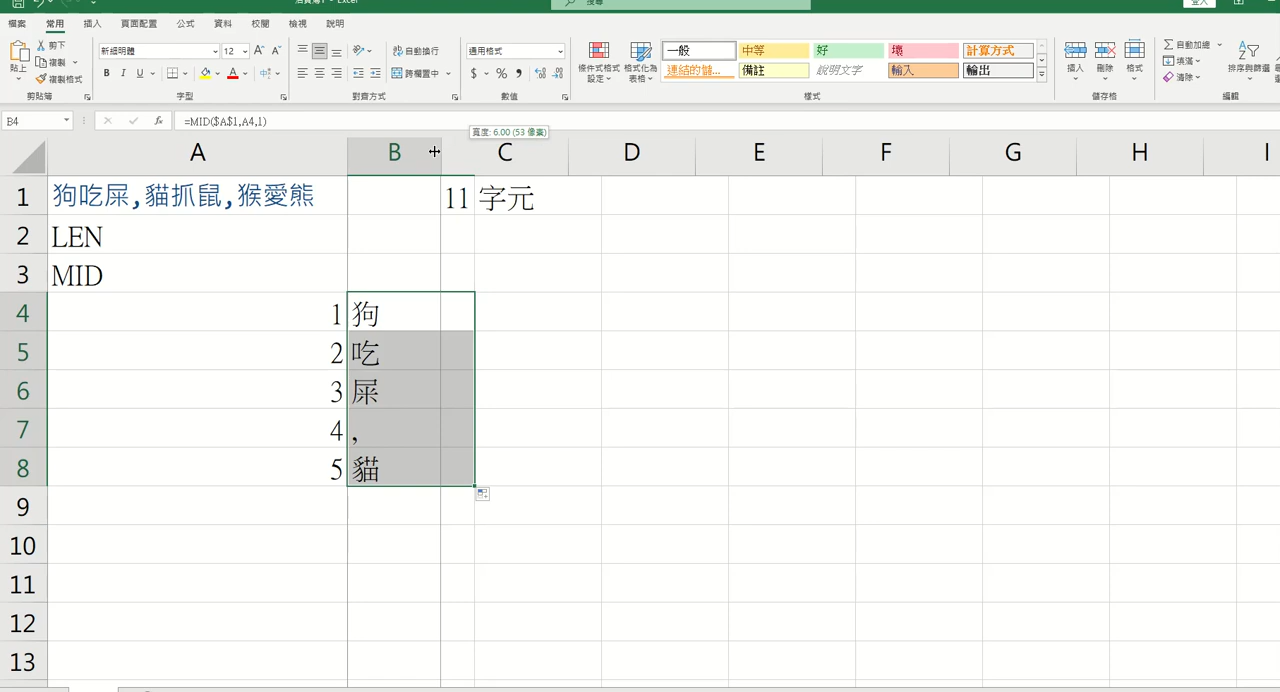 檔案 常用 插入 頁面配置 公式 資料 校閱 檢視 說明
貼上 剪下 複製 複製格式
新細明體 12
B I U
自動換行
跨欄置中
通用格式
$ % ,
條件式格式設定 格式化為表格
一般 中等 好 壞 計算方式
連結的儲... 備註 說明文字 輸入 輸出
插入 刪除 格式
自動加總
填滿
清除
排序與篩選
剪貼簿 字型 對齊方式 數值 樣式 儲存格 編輯
B4 fx =MID($A$1,A4,1)
寬度: 6.00 (53 像素)
A B C D E F G H I
1 狗吃屎,貓抓鼠,猴愛熊 11 字元
2 LEN
3 MID
4 1 狗
5 2 吃
6 3 屎
7 4 ,
8 5 貓
9
10
11
12
13